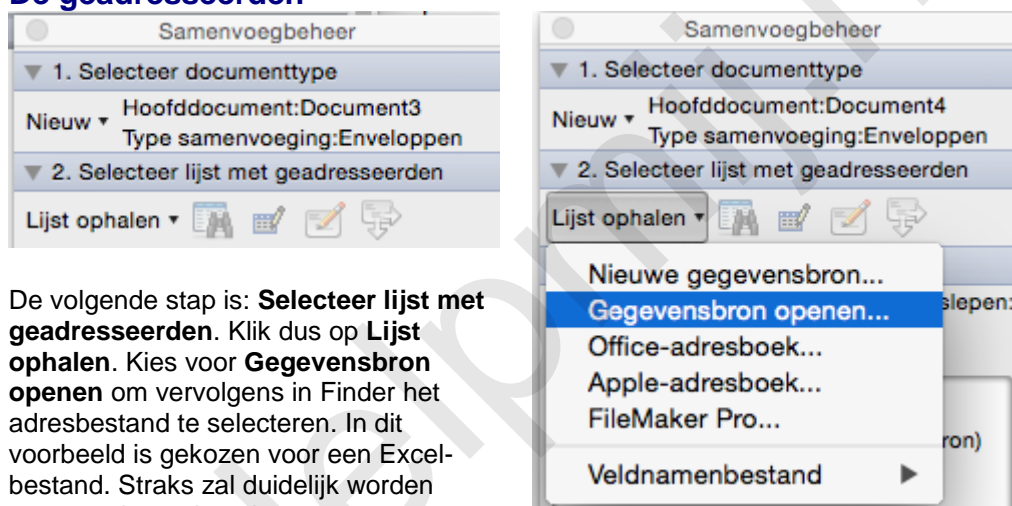 De geadresseerden
Samenvoegbeheer
1. Selecteer documenttype
Nieuw
Hoofddocument:Document3
Type samenvoeging:Enveloppen
2. Selecteer lijst met geadresseerden
Lijst ophalen
De volgende stap is: Selecteer lijst met
geadresseerden. Klik dus op Lijst
ophalen. Kies voor Gegevensbron
openen om vervolgens in Finder het
adresbestand te selecteren. In dit
voorbeeld is gekozen voor een Excel-
bestand. Straks zal duidelijk worden
Samenvoegbeheer
1. Selecteer documenttype
Nieuw
Hoofddocument:Document4
Type samenvoeging:Enveloppen
2. Selecteer lijst met geadresseerden
Lijst ophalen
Nieuwe gegevensbron...
Gegevensbron openen...
slepen:
Office-adresboek...
Apple-adresboek...
FileMaker Pro...
ron)
Veldnamenbestand